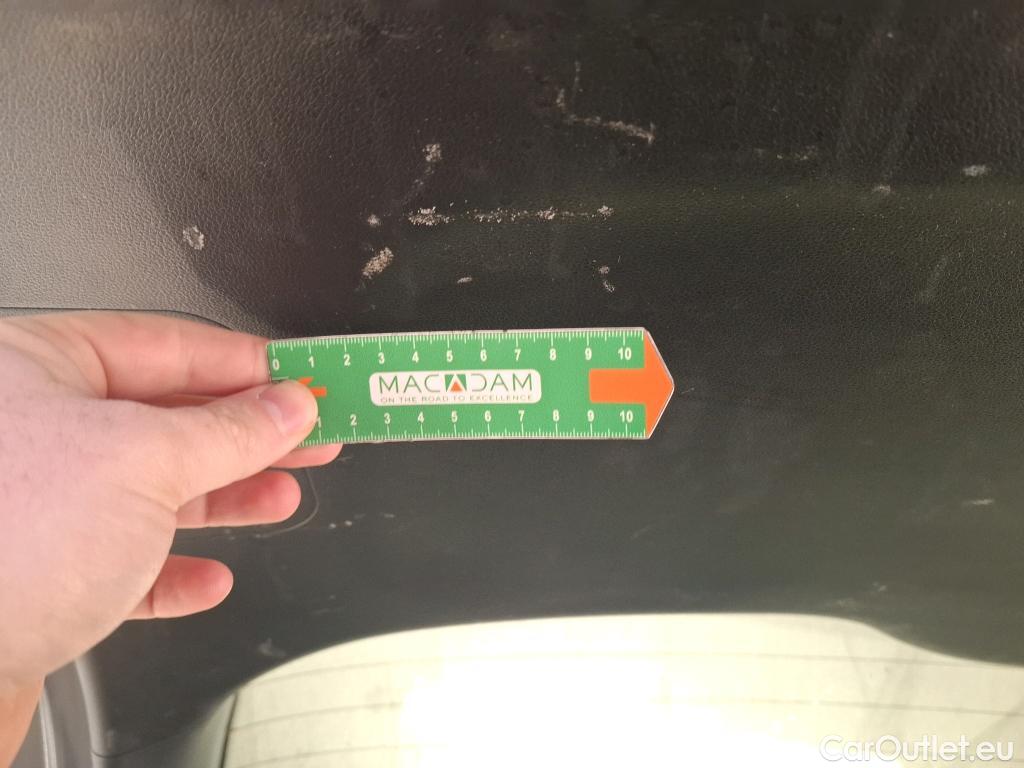 0 1 2 3 4 5 6 7 8 9 10
MACADAM
ON THE ROAD TO EXCELLENCE
1 2 3 4 5 6 7 8 9 10
CarOutlet.eu